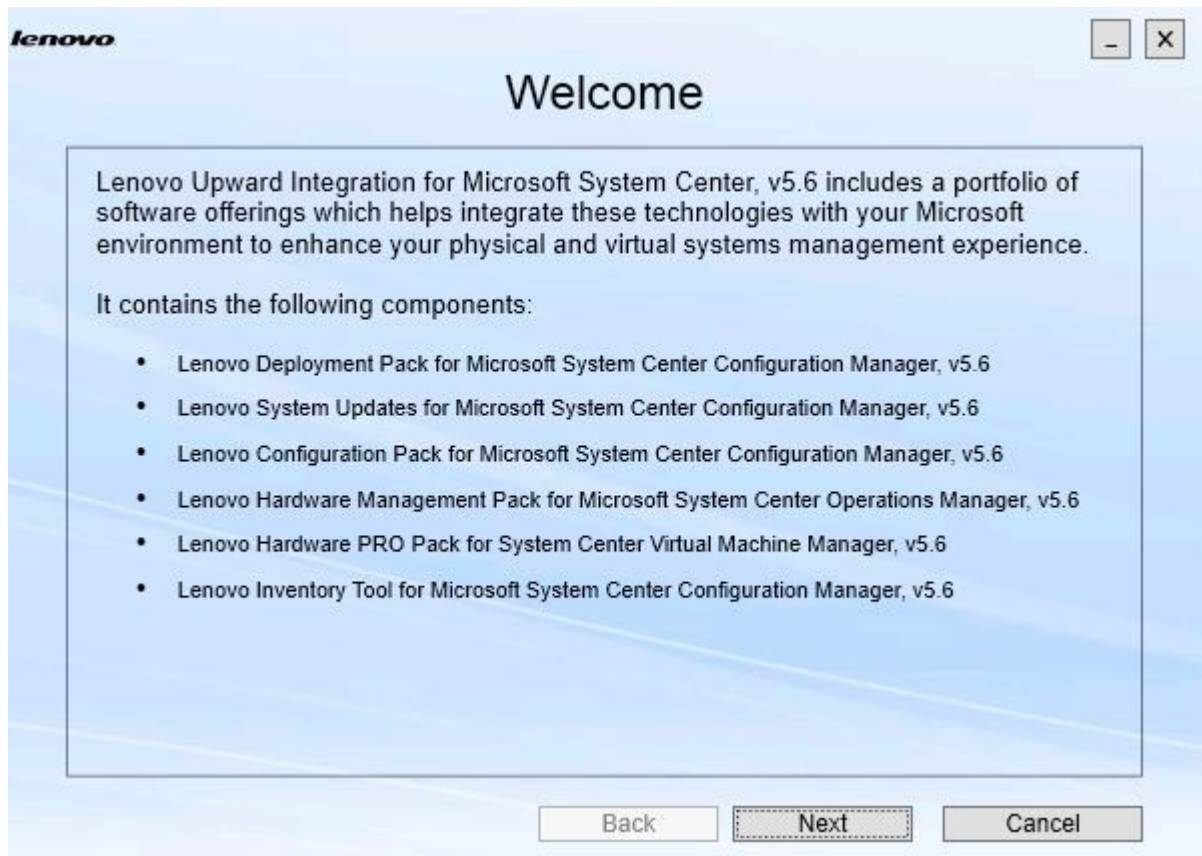 lenovo
Welcome
Lenovo Upward Integration for Microsoft System Center, v5.6 includes a portfolio of
software offerings which helps integrate these technologies with your Microsoft
environment to enhance your physical and virtual systems management experience.
It contains the following components:
• Lenovo Deployment Pack for Microsoft System Center Configuration Manager, v5.6
• Lenovo System Updates for Microsoft System Center Configuration Manager, v5.6
• Lenovo Configuration Pack for Microsoft System Center Configuration Manager, v5.6
• Lenovo Hardware Management Pack for Microsoft System Center Operations Manager, v5.6
• Lenovo Hardware PRO Pack for System Center Virtual Machine Manager, v5.6
• Lenovo Inventory Tool for Microsoft System Center Configuration Manager, v5.6
Back Next Cancel